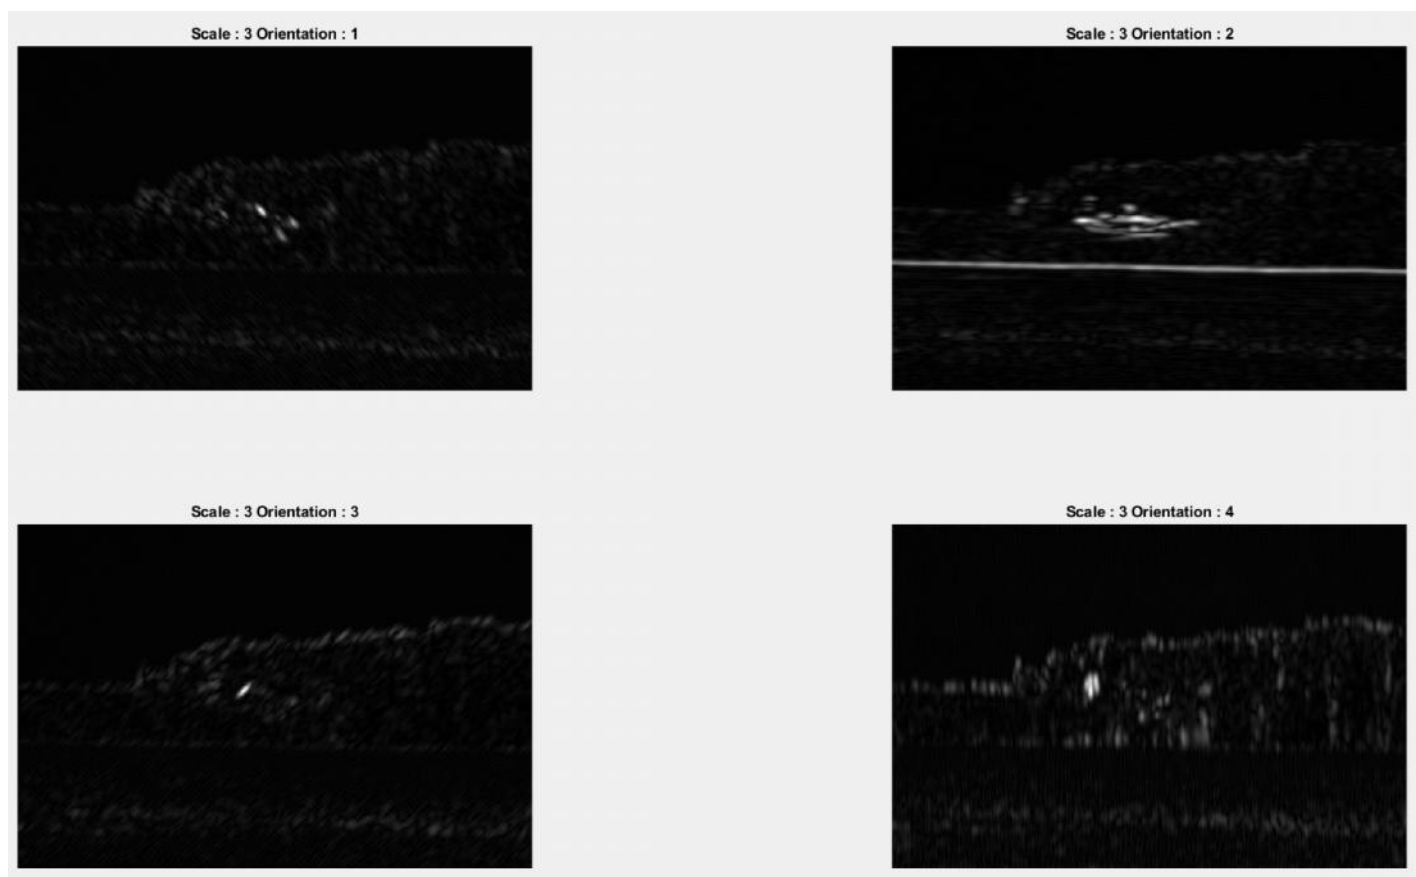 Scale : 3 Orientation : 1
Scale : 3 Orientation : 2
Scale : 3 Orientation : 3
Scale : 3 Orientation : 4